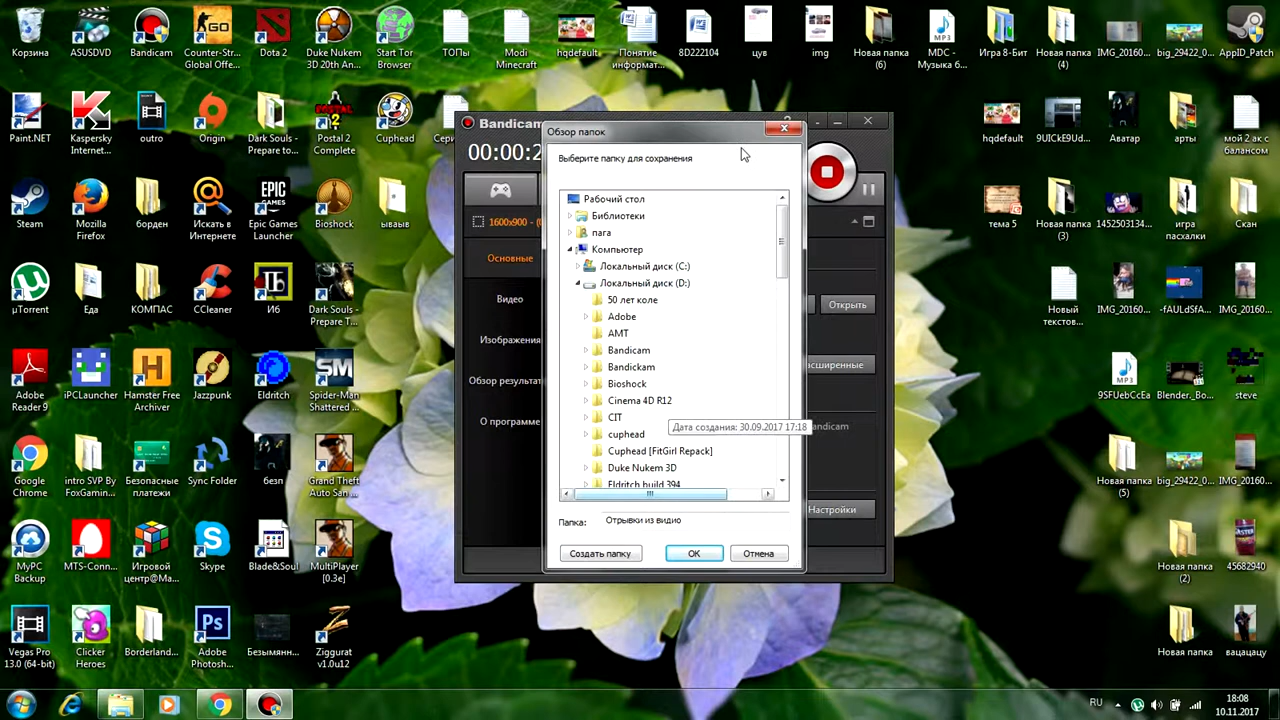 Корзина
ASUSDVD
Bandicam
Counter-Strike
Global Offe...
Dota 2
Duke Nukem
3D 20th An...
Start Tor
Browser
ТОПы
Modi
Minecraft
hqdefault
Понятие
информат...
8D222104
цув
img
Новая папка
(6)
MDC -
Музыка 6...
Игра 8-Бит
Новая папка
(4)
IMG_20160...
big_29422_0...
AppID_Patch
Paint.NET
Kaspersky
Internet...
outro
Origin
Dark Souls -
Prepare to...
Postal 2
Complete
Cuphead
hqdefault
9UlCkE9Ud...
Аватар
арты
мой 2.ак с
балансом
Steam
Mozilla
Firefox
борден
Искать в
Интернете
Epic Games
Launcher
Bioshock
ываыв
тема 5
Новая папка
(3)
1452503134...
игра
пасхалки
Скан
µTorrent
Еда
КОМПАС
CCleaner
Иб
Dark Souls -
Prepare T...
Новый
текстов...
IMG_20160...
-fAULdSfA...
IMG_20160...
Adobe
Reader 9
iPCLauncher
Hamster Free
Archiver
Jazzpunk
Eldritch
Spider-Man
Shattered ...
MP3
9SFUebCcEa
Blender._Bo...
steve
Google
Chrome
intro SVP By
FoxGamin...
Безопасные
платежи
Sync Folder
безп
Grand Theft
Auto San ...
Новая папка
(5)
big_29422_0...
IMG_20160...
MyPC
Backup
MTS-Conn...
Игровой
центр@Ma...
Skype
Blade&Soul
MultiPlayer
[0.3e]
Новая папка
(2)
45682940
Vegas Pro
13.0 (64-bit)
Clicker
Heroes
Borderland...
Adobe
Photosh...
Безымянн...
Ziggurat
v1.0u12
Новая папка
вацацацу
Bandicam
00:00:2
1600x900 - (
Основные
Видео
Изображения
Обзор результат
О программе
Открыть
асширенные
andicam
Настройки
Обзор папок
Выберите папку для сохранения
Рабочий стол
Библиотеки
пага
Компьютер
Локальный диск (C:)
Локальный диск (D:)
50 лет коле
Adobe
AMT
Bandicam
Bandickam
Bioshock
Cinema 4D R12
CIT
Дата создания: 30.09.2017 17:18
cuphead
Cuphead [FitGirl Repack]
Duke Nukem 3D
Eldritch build 394
Папка:
Отрывки из видио
Создать папку
OK
Отмена
RU
18:08
10.11.2017